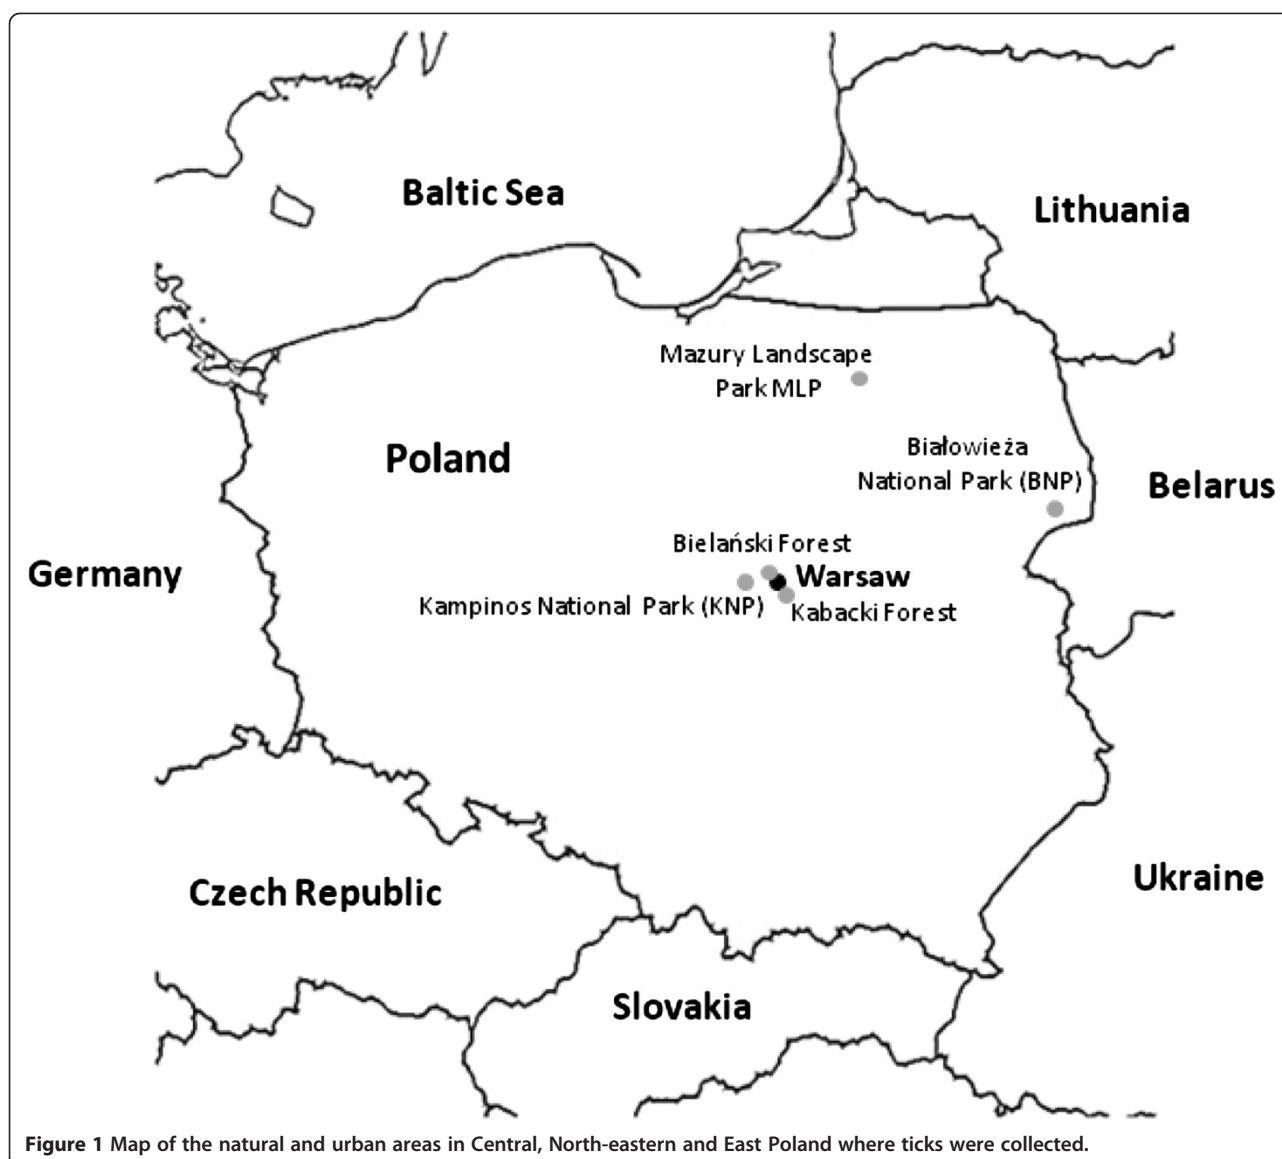 Baltic Sea
Lithuania
Mazury Landscape
Park MLP
Poland
Białowieża
National Park (BNP)
Belarus
Bielański Forest
Germany
Warsaw
Kampinos National Park (KNP)
Kabacki Forest
Czech Republic
Ukraine
Slovakia
Figure 1 Map of the natural and urban areas in Central, North-eastern and East Poland where ticks were collected.